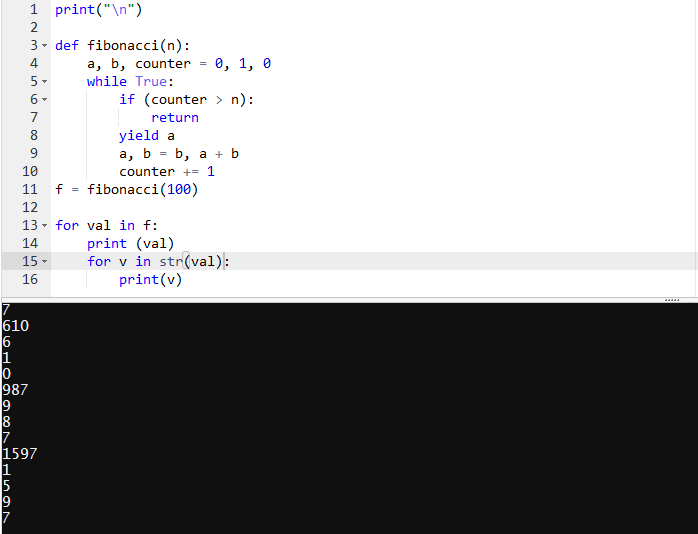 1 print("\n")
2
3 def fibonacci(n):
4     a, b, counter = 0, 1, 0
5     while True:
6         if (counter > n):
7             return
8         yield a
9         a, b = b, a + b
10         counter += 1
11 f = fibonacci(100)
12
13 for val in f:
14     print (val)
15     for v in str(val):
16         print(v)
7
610
6
1
0
987
9
8
7
1597
1
5
9
7